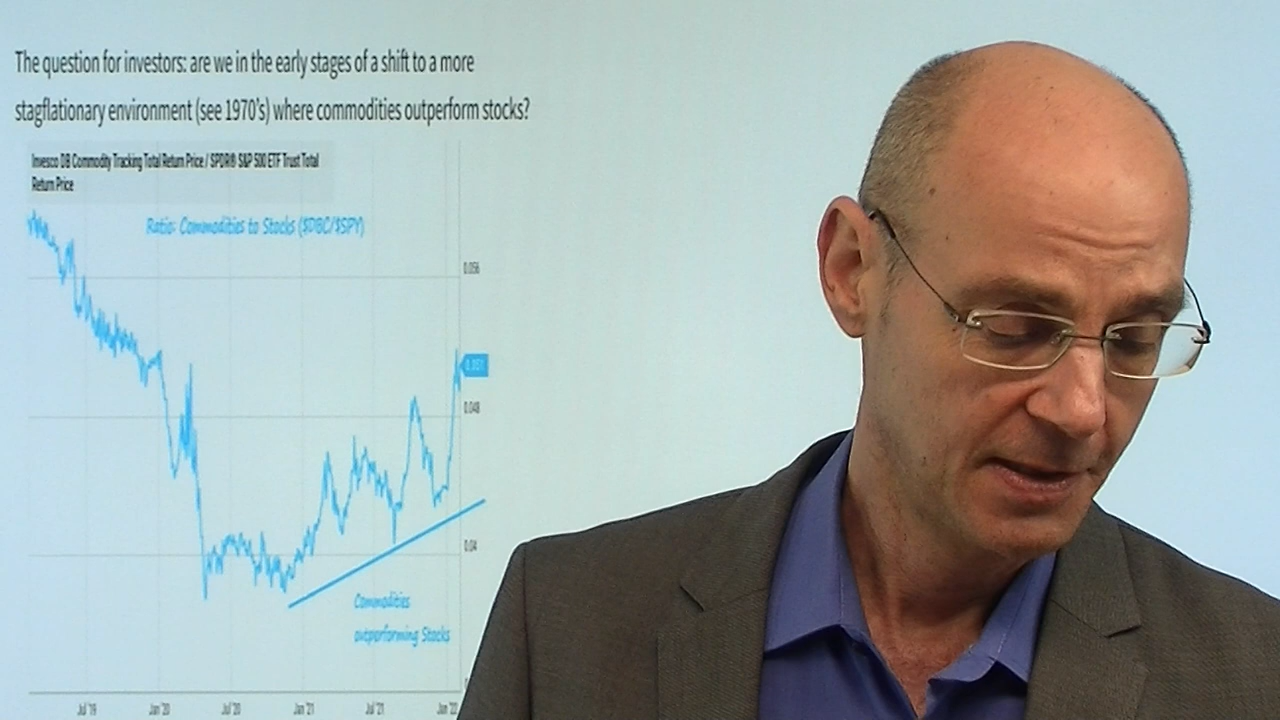 The question for investors: are we in the early stages of a shift to a more
stagflationary environment (see 1970's) where commodities outperform stocks?
Invesco DB Commodity Tracking Total Return Price / SPDR® S&P 500 ETF Trust Total
Return Price
Ratio: Commodities to Stocks ($DBC/$SPY)
0.056
0.051
0.048
0.04
Commodities
outperforming Stocks
Jul '19 Jan '20 Jul '20 Jan '21 Jul '21 Jan '22